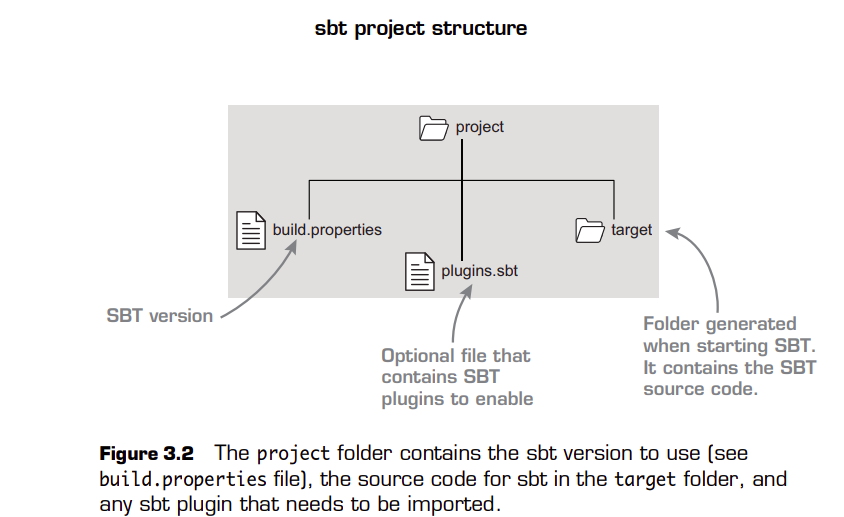 sbt project structure
project
build.properties
target
plugins.sbt
SBT version
Optional file that
contains SBT
plugins to enable
Folder generated
when starting SBT.
It contains the SBT
source code.
Figure 3.2 The project folder contains the sbt version to use (see
build.properties file), the source code for sbt in the target folder, and
any sbt plugin that needs to be imported.